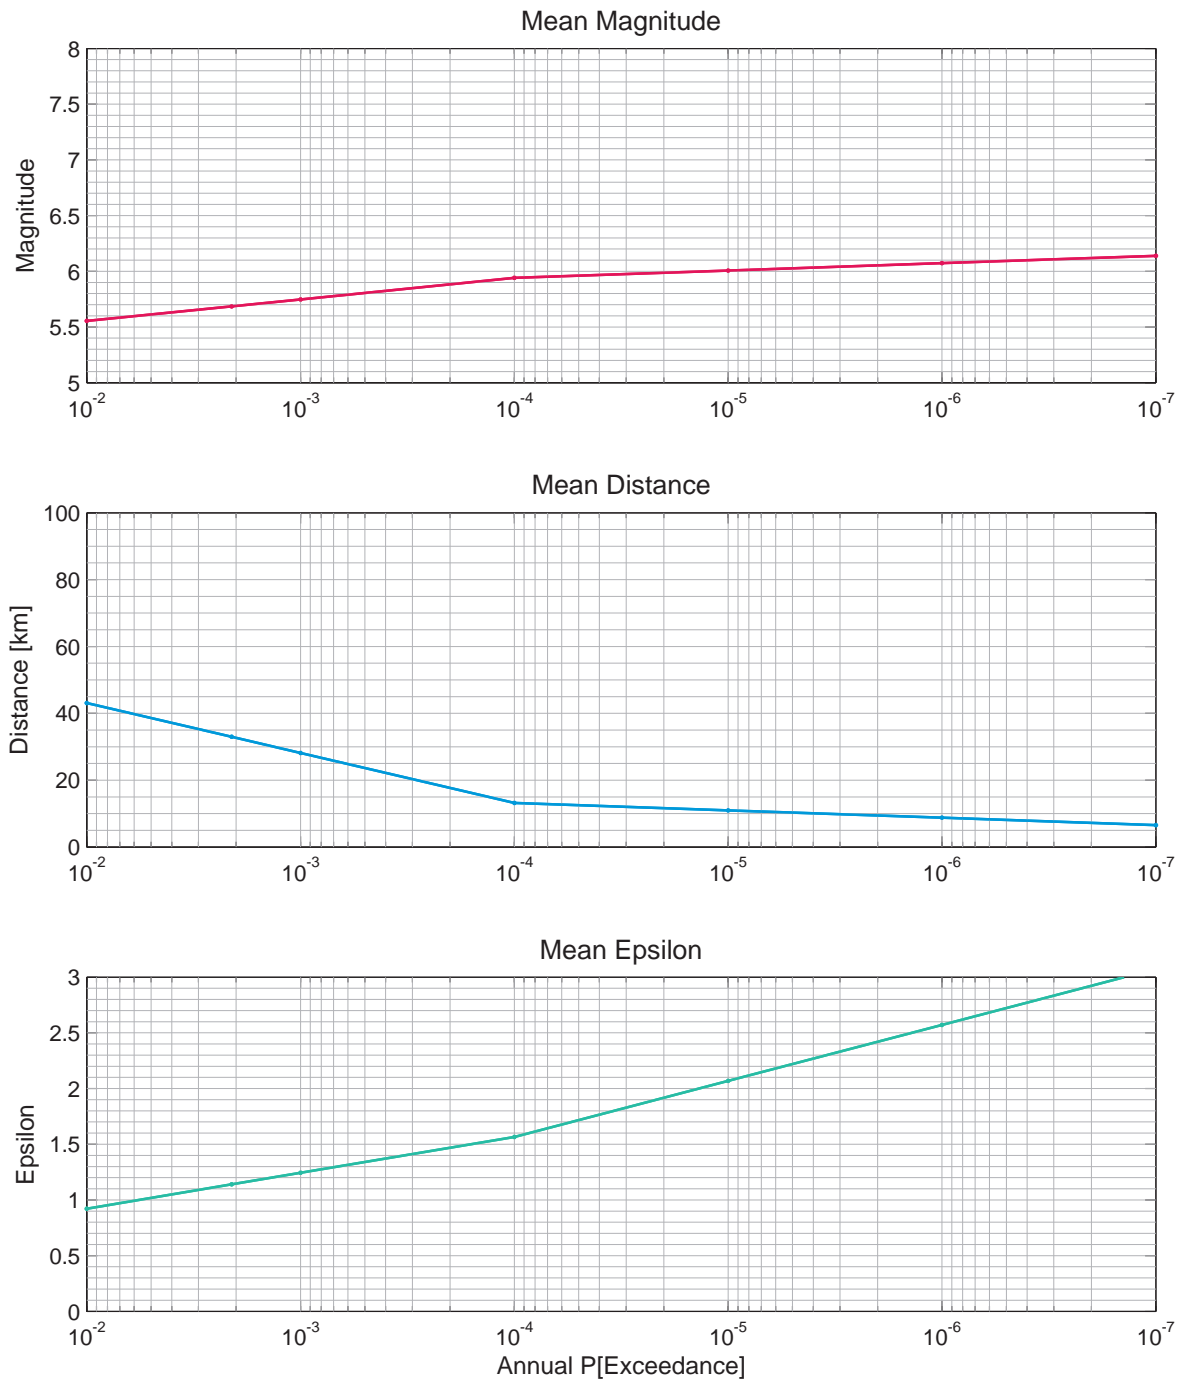 Mean Magnitude
Magnitude
8
7.5
7
6.5
6
5.5
5
10^-2 10^-3 10^-4 10^-5 10^-6 10^-7
Mean Distance
Distance [km]
100
80
60
40
20
0
10^-2 10^-3 10^-4 10^-5 10^-6 10^-7
Mean Epsilon
Epsilon
3
2.5
2
1.5
1
0.5
0
10^-2 10^-3 10^-4 10^-5 10^-6 10^-7
Annual P[Exceedance]